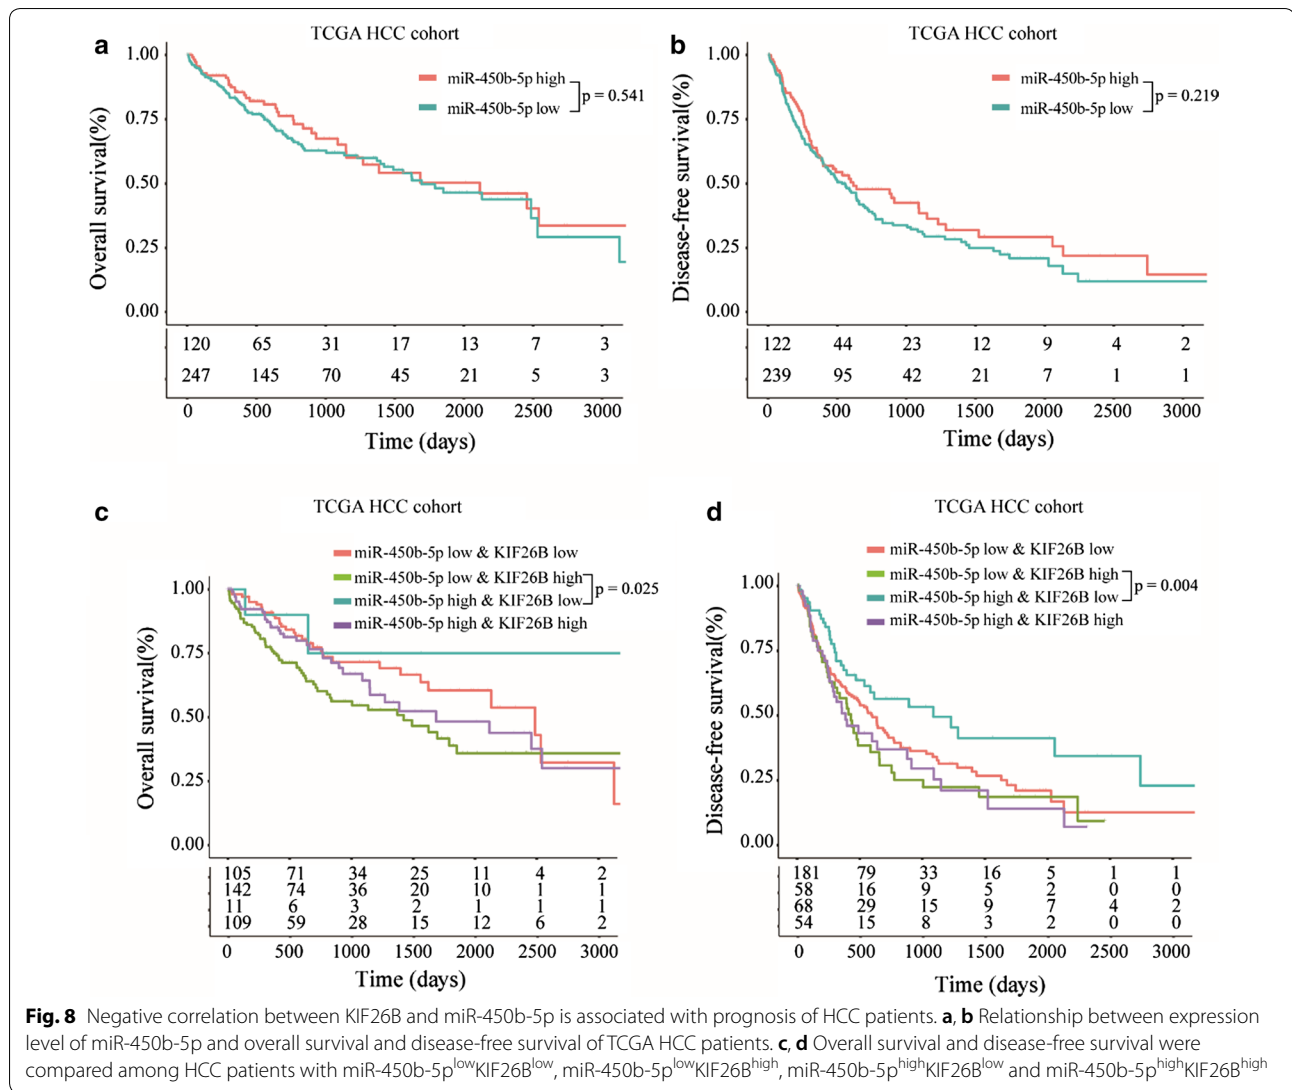 a
TCGA HCC cohort
miR-450b-5p high
miR-450b-5p low
p = 0.541
Overall survival(%)
1.00
0.75
0.50
0.25
0.00
120 65 31 17 13 7 3
247 145 70 45 21 5 3
0 500 1000 1500 2000 2500 3000
Time (days)
b
TCGA HCC cohort
miR-450b-5p high
miR-450b-5p low
p = 0.219
Disease-free survival(%)
1.00
0.75
0.50
0.25
0.00
122 44 23 12 9 4 2
239 95 42 21 7 1 1
0 500 1000 1500 2000 2500 3000
Time (days)
c
TCGA HCC cohort
miR-450b-5p low & KIF26B low
miR-450b-5p low & KIF26B high
miR-450b-5p high & KIF26B low
miR-450b-5p high & KIF26B high
p = 0.025
Overall survival(%)
1.00
0.75
0.50
0.25
0.00
105 71 34 25 11 4 2
142 74 36 20 10 1 1
11 6 3 2 1 1 1
109 59 28 15 12 6 2
0 500 1000 1500 2000 2500 3000
Time (days)
d
TCGA HCC cohort
miR-450b-5p low & KIF26B low
miR-450b-5p low & KIF26B high
miR-450b-5p high & KIF26B low
miR-450b-5p high & KIF26B high
p = 0.004
Disease-free survival(%)
1.00
0.75
0.50
0.25
0.00
181 79 33 16 5 1 1
58 16 9 5 2 0 0
68 29 15 9 7 4 2
54 15 8 3 2 0 0
0 500 1000 1500 2000 2500 3000
Time (days)
Fig. 8 Negative correlation between KIF26B and miR-450b-5p is associated with prognosis of HCC patients. a, b Relationship between expression
level of miR-450b-5p and overall survival and disease-free survival of TCGA HCC patients. c, d Overall survival and disease-free survival were
compared among HCC patients with miR-450b-5plowKIF26Blow, miR-450b-5plowKIF26Bhigh, miR-450b-5phighKIF26Blow and miR-450b-5phighKIF26Bhigh